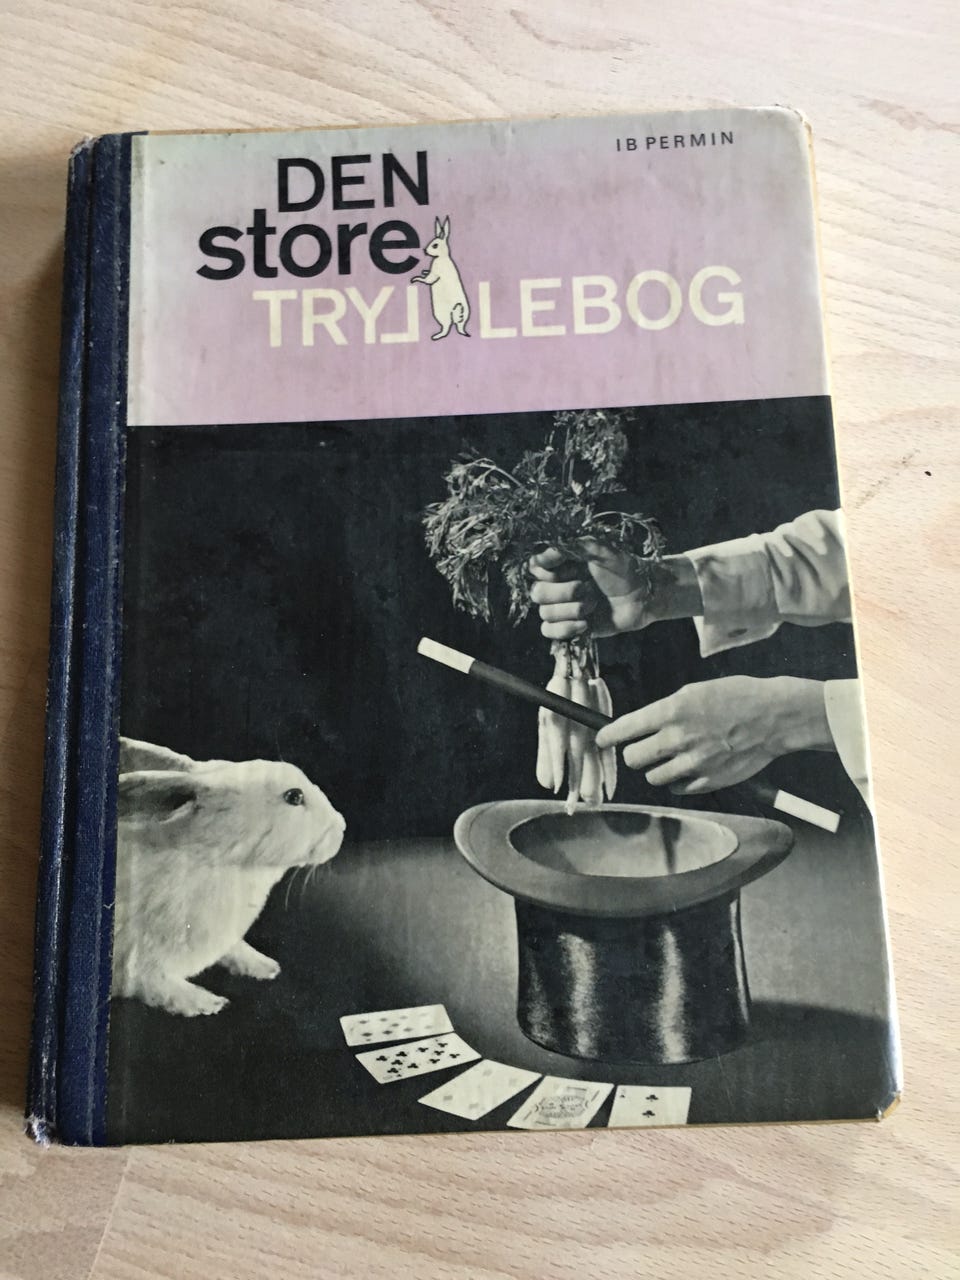 IB PERMIN
DEN
store
TRYLLEBOG